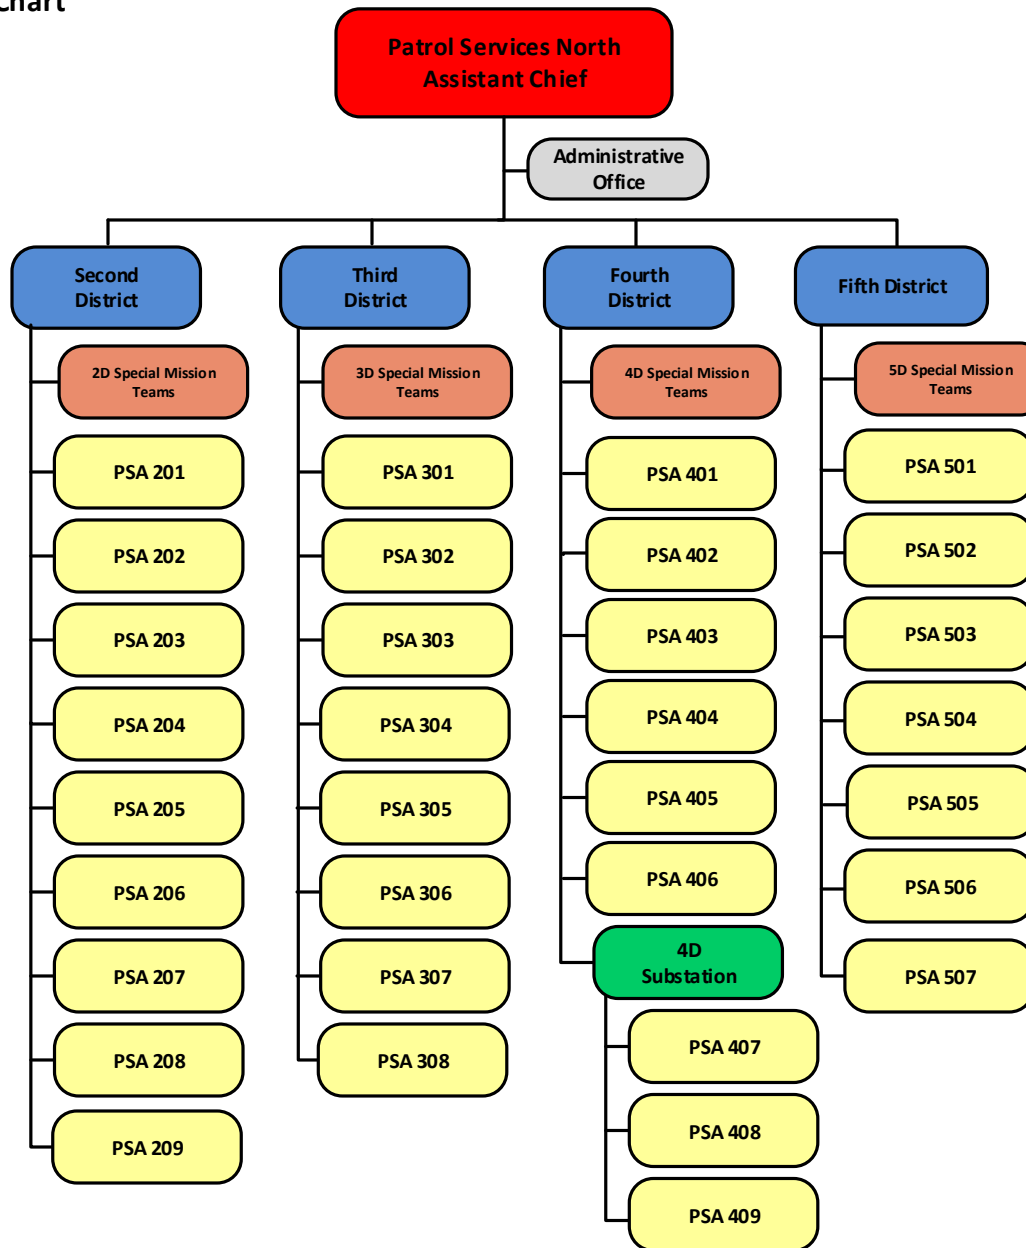 Chart
Patrol Services North
Assistant Chief
Administrative
Office
Second
District
2D Special Mission
Teams
PSA 201
PSA 202
PSA 203
PSA 204
PSA 205
PSA 206
PSA 207
PSA 208
PSA 209
Third
District
3D Special Mission
Teams
PSA 301
PSA 302
PSA 303
PSA 304
PSA 305
PSA 306
PSA 307
PSA 308
Fourth
District
4D Special Mission
Teams
PSA 401
PSA 402
PSA 403
PSA 404
PSA 405
PSA 406
4D
Substation
PSA 407
PSA 408
PSA 409
Fifth District
5D Special Mission
Teams
PSA 501
PSA 502
PSA 503
PSA 504
PSA 505
PSA 506
PSA 507